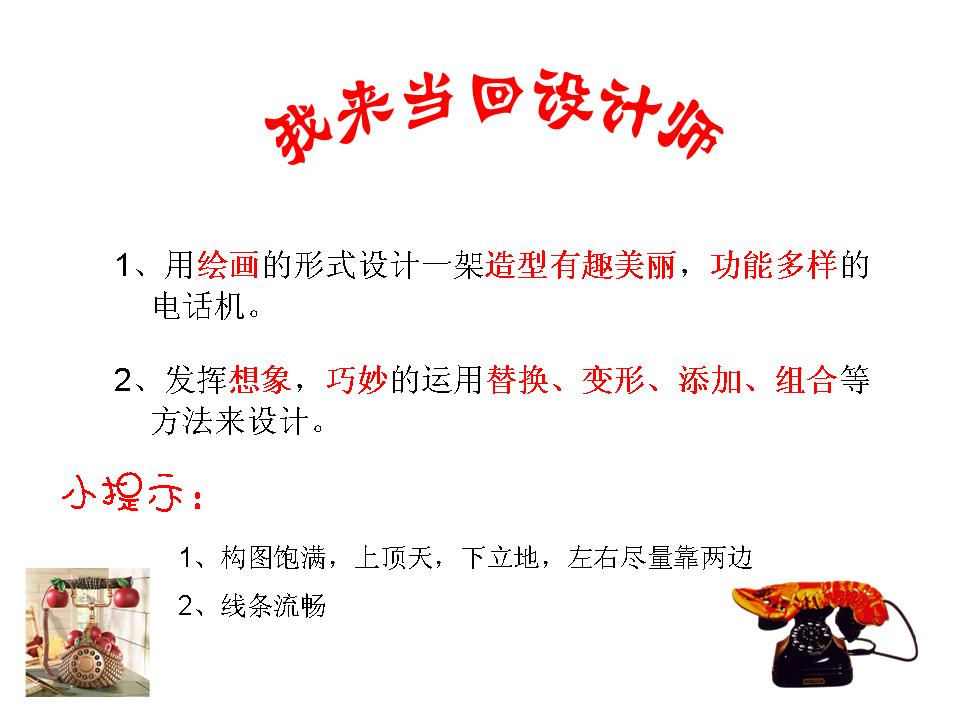 我来当回设计师
1、用绘画的形式设计一架造型有趣美丽，功能多样的
电话机。
2、发挥想象，巧妙的运用替换、变形、添加、组合等
方法来设计。
小提示：
1、构图饱满，上顶天，下立地，左右尽量靠两边
2、线条流畅